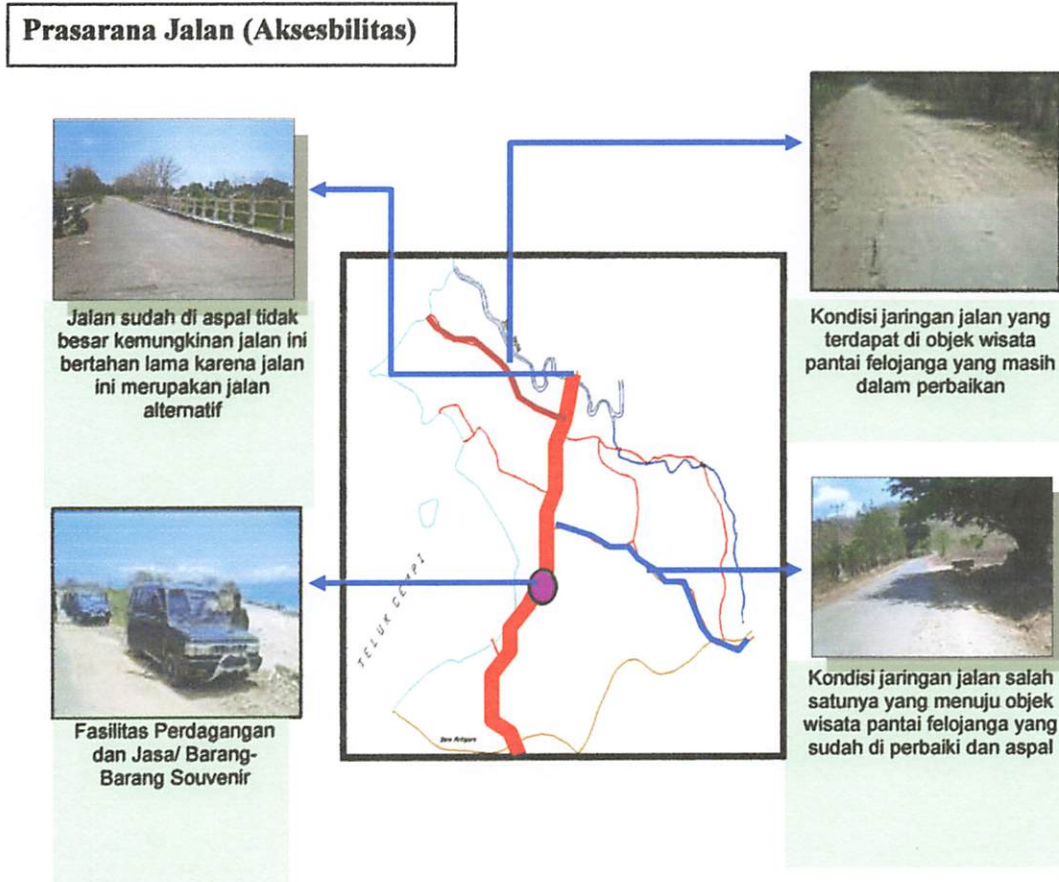 Prasarana Jalan (Aksesbilitas)
Jalan sudah di aspal tidak
besar kemungkinan jalan ini
bertahan lama karena jalan
ini merupakan jalan
alternatif
Kondisi jaringan jalan yang
terdapat di objek wisata
pantai felojanga yang masih
dalam perbaikan
TELUK CEMPI
Fasilitas Perdagangan
dan Jasa/ Barang-
Barang Souvenir
Kondisi jaringan jalan salah
satunya yang menuju objek
wisata pantai felojanga yang
sudah di perbaiki dan aspal